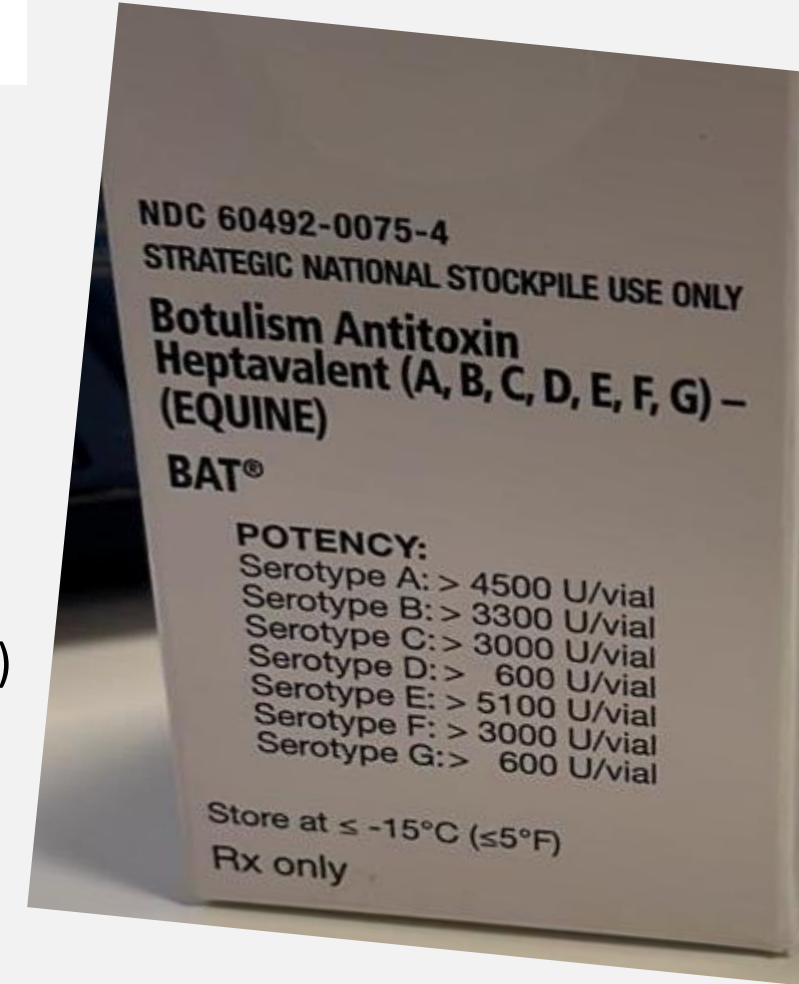 NDC 60492-0075-4
STRATEGIC NATIONAL STOCKPILE USE ONLY
Botulism Antitoxin
Heptavalent (A, B, C, D, E, F, G) –
(EQUINE)
BAT®
POTENCY:
Serotype A: > 4500 U/vial
Serotype B: > 3300 U/vial
Serotype C: > 3000 U/vial
Serotype D: > 600 U/vial
Serotype E: > 5100 U/vial
Serotype F: > 3000 U/vial
Serotype G: > 600 U/vial
)
Store at ≤ -15°C (≤5°F)
Rx only